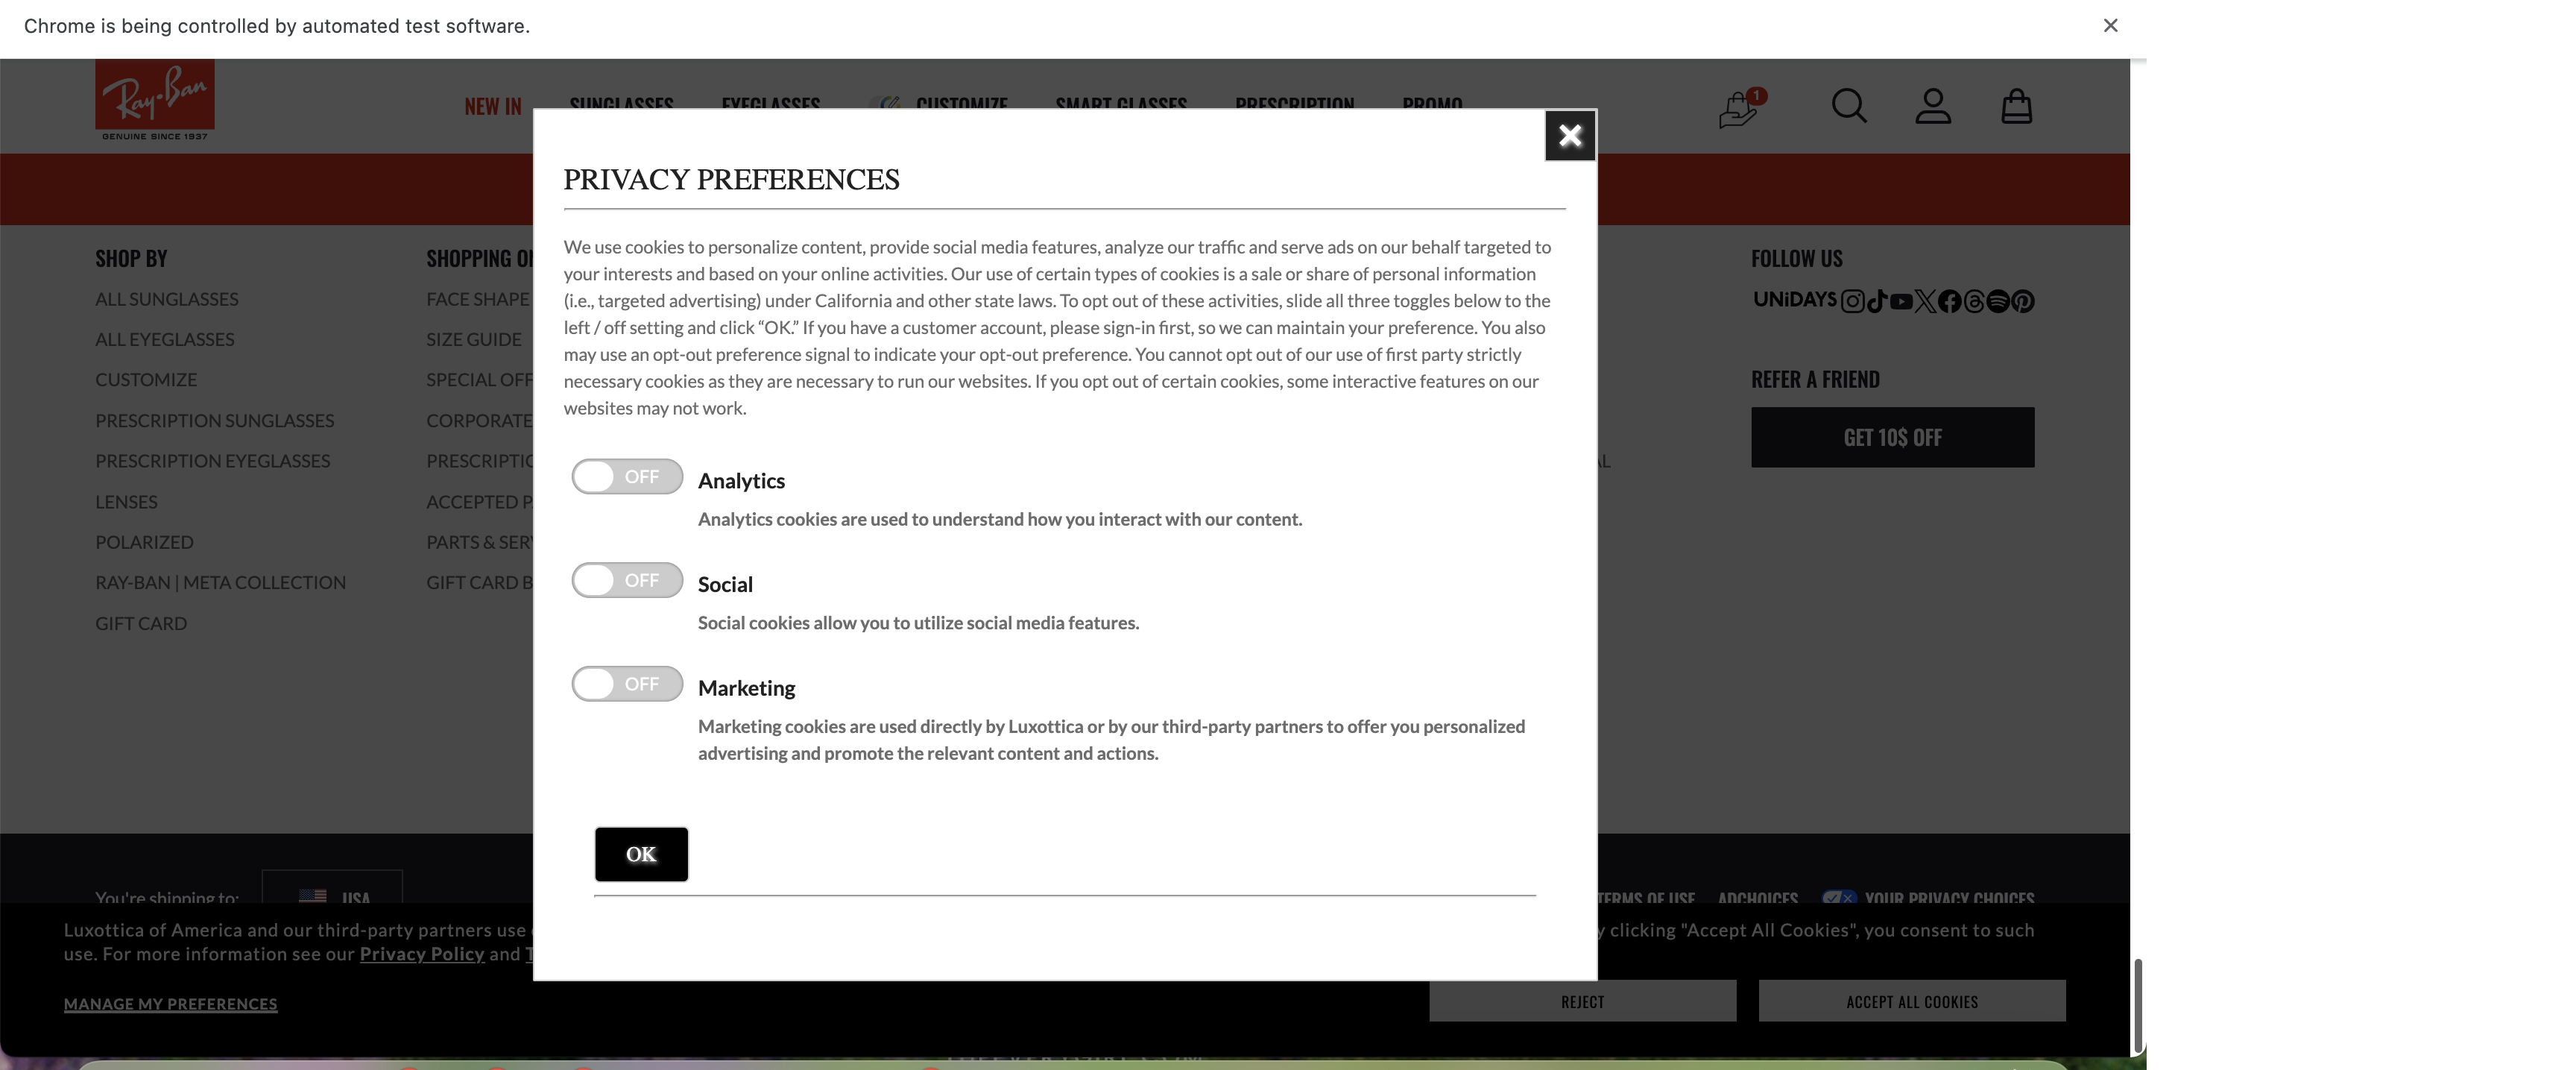 Chrome is being controlled by automated test software.
Ray-Ban
GENUINE SINCE 1937
NEW IN
SUNGLASSES
EYEGLASSES
CUSTOMIZE
SMART GLASSES
PRESCRIPTION
PROMO
1
PRIVACY PREFERENCES
We use cookies to personalize content, provide social media features, analyze our traffic and serve ads on our behalf targeted to
your interests and based on your online activities. Our use of certain types of cookies is a sale or share of personal information
(i.e., targeted advertising) under California and other state laws. To opt out of these activities, slide all three toggles below to the
left / off setting and click “OK.” If you have a customer account, please sign-in first, so we can maintain your preference. You also
may use an opt-out preference signal to indicate your opt-out preference. You cannot opt out of our use of first party strictly
necessary cookies as they are necessary to run our websites. If you opt out of certain cookies, some interactive features on our
websites may not work.
OFF
Analytics
Analytics cookies are used to understand how you interact with our content.
OFF
Social
Social cookies allow you to utilize social media features.
OFF
Marketing
Marketing cookies are used directly by Luxottica or by our third-party partners to offer you personalized
advertising and promote the relevant content and actions.
OK
SHOP BY
ALL SUNGLASSES
ALL EYEGLASSES
CUSTOMIZE
PRESCRIPTION SUNGLASSES
PRESCRIPTION EYEGLASSES
LENSES
POLARIZED
RAY-BAN | META COLLECTION
GIFT CARD
SHOPPING
FACE SHAPE
SIZE GUIDE
SPECIAL
CORPORATE
ACCEPTED
PARTS &
GIFT CARD
FOLLOW US
UNiDAYS
REFER A FRIEND
GET 10$ OFF
You're shipping to:
USA
TERMS OF USE
ADCHOICES
YOUR PRIVACY CHOICES
Luxottica of America and our third-party partners use
clicking "Accept All Cookies", you consent to such
use. For more information see our Privacy Policy and
MANAGE MY PREFERENCES
REJECT
ACCEPT ALL COOKIES